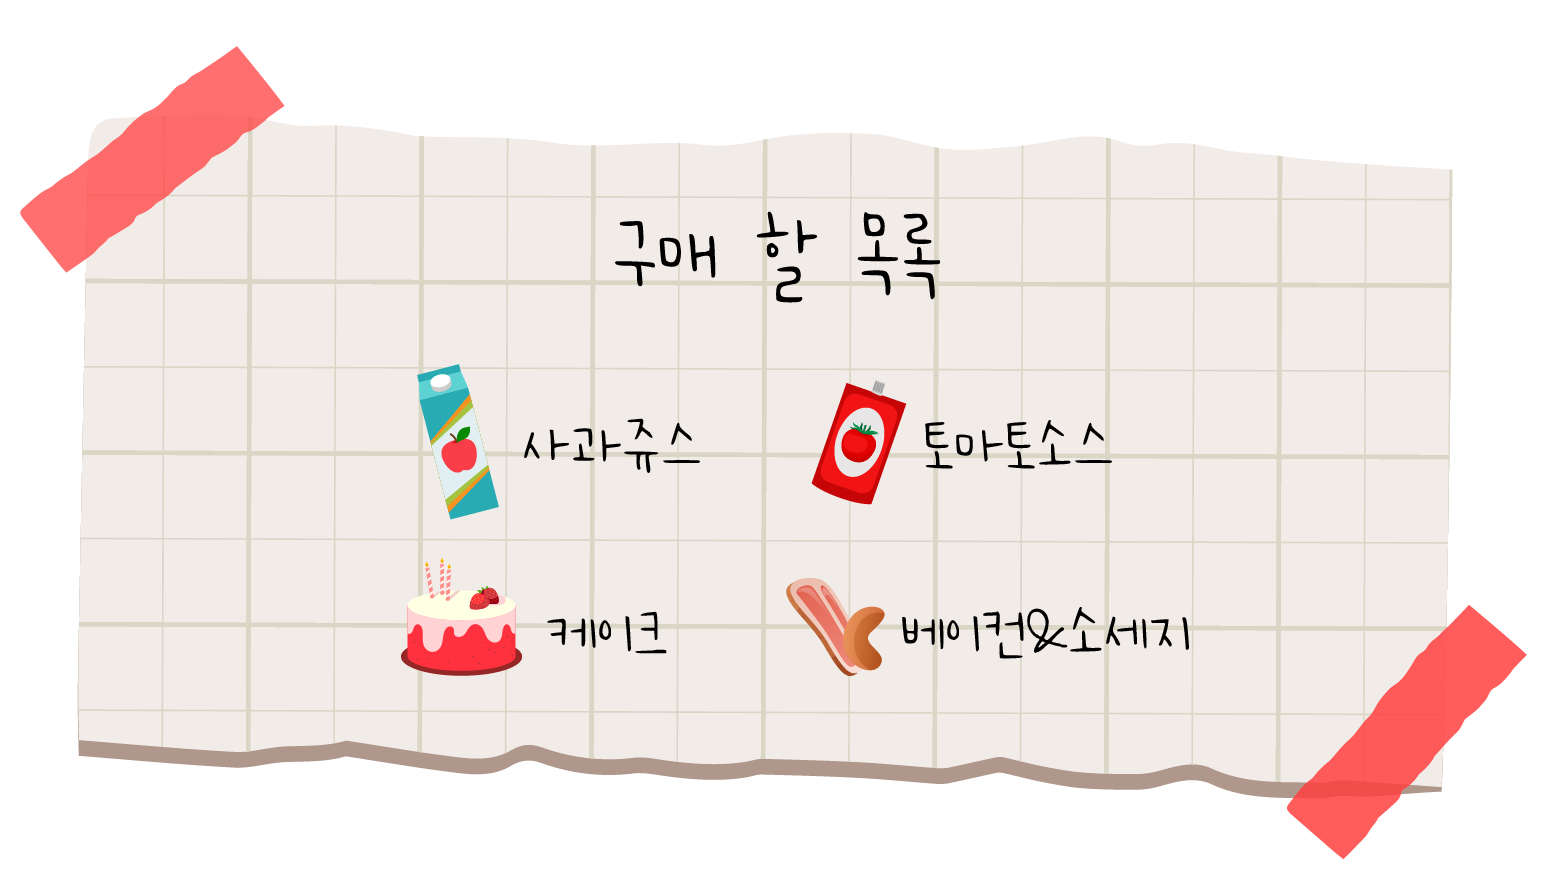 구매 할 목록
사과쥬스
토마토소스
케이크
베이컨&소세지